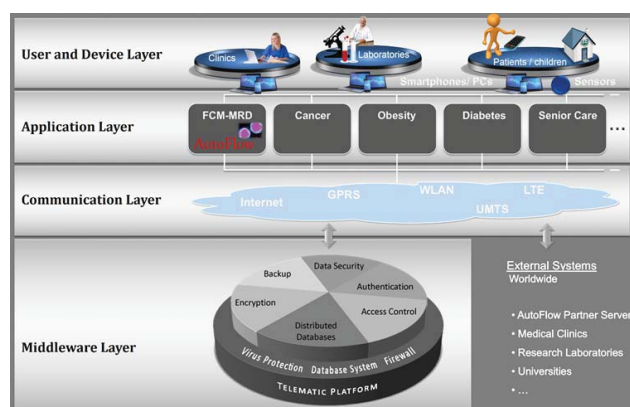 User and Device Layer
Clinics
Laboratories
Patients / children
Smartphones/ PCs
Sensors
Application Layer
FCM-MRD
AutoFlow
Cancer
Obesity
Diabetes
Senior Care
...
Communication Layer
Internet
GPRS
WLAN
LTE
UMTS
Middleware Layer
Backup
Data Security
Authentication
Encryption
Access Control
Distributed
Databases
Virus Protection Database System Firewall
TELEMATIC PLATFORM
External Systems
Worldwide
• AutoFlow Partner Server
• Medical Clinics
• Research Laboratories
• Universities
• ...